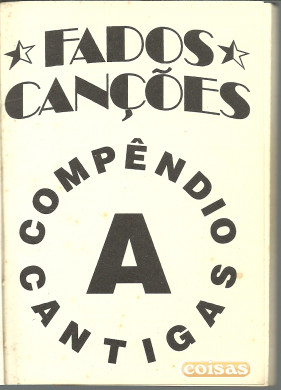 FADOS
CANÇÕES
COMPÊNDIO
A
CANTIGAS
coisas